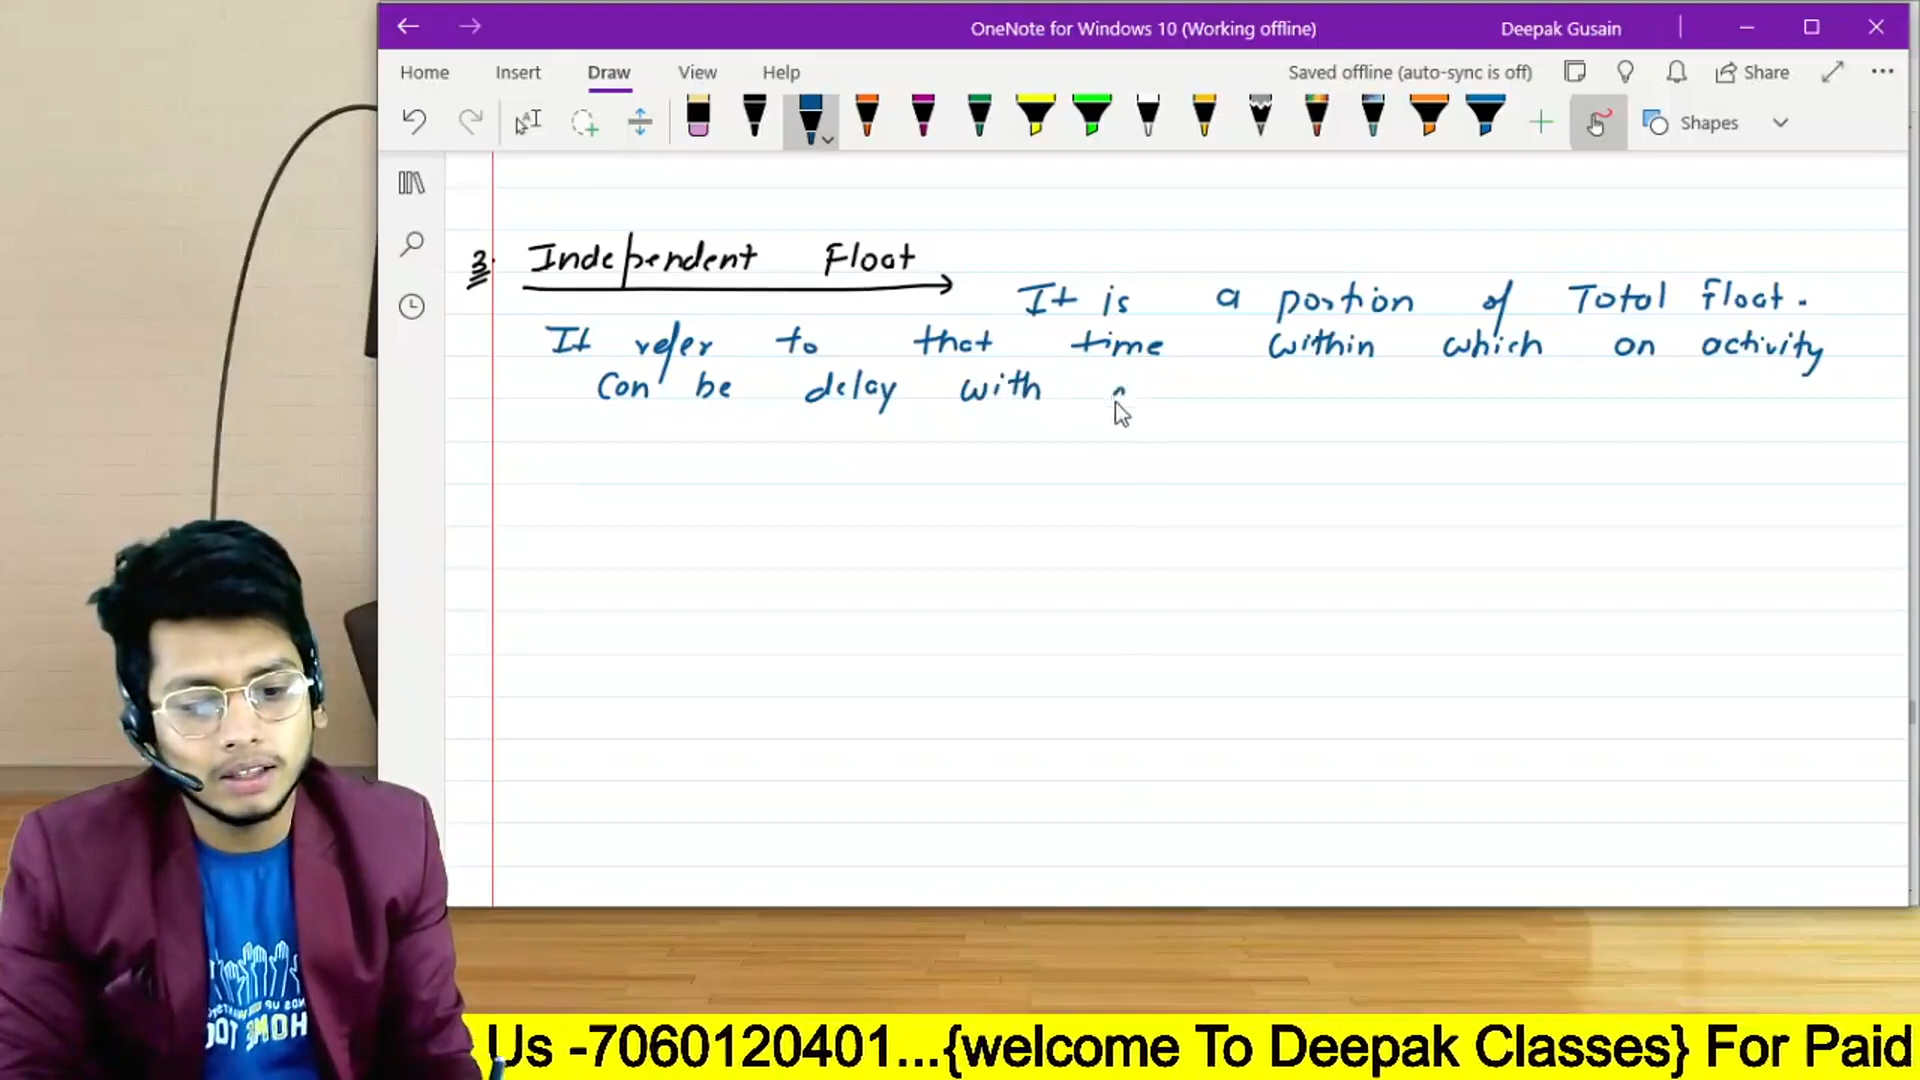 OneNote for Windows 10 (Working offline)
Deepak Gusain
Home Insert Draw View Help
Saved offline (auto-sync is off)
Share
Shapes
3. Independent Float
It is a portion of Total float.
It refer to that time within which an activity
Can be delay with
HOME
Us -7060120401...{welcome To Deepak Classes} For Paid